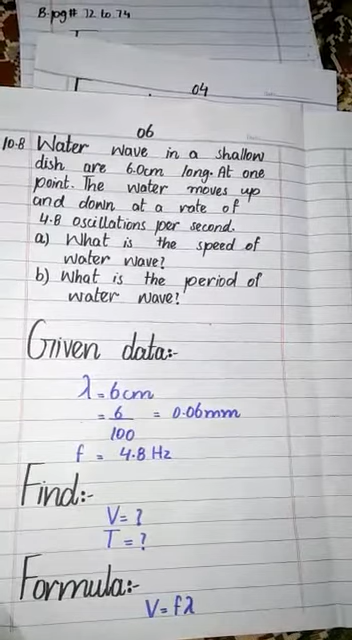 B-pg# 72 to 74
04
06
10.8 Water wave in a shallow
dish are 6.0cm long. At one
point. The water moves up
and down at a rate of
4.8 oscillations per second.
a) What is the speed of
water wave?
b) What is the period of
water wave?
Given data:-
λ = 6cm
= 6/100 = 0.06mm
f = 4.8 Hz
Find:-
V = ?
T = ?
Formula:-
V = fλ